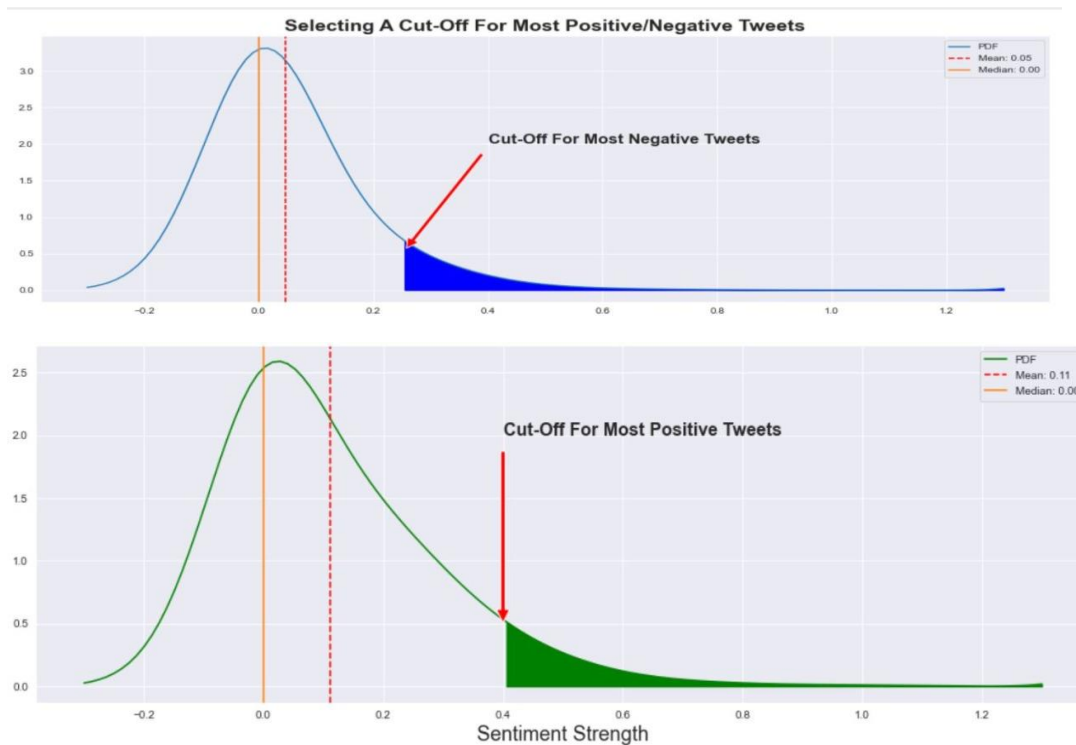 Selecting A Cut-Off For Most Positive/Negative Tweets
PDF
Mean: 0.05
Median: 0.00
Cut-Off For Most Negative Tweets
3.0
2.5
2.0
1.5
1.0
0.5
0.0
−0.2 0.0 0.2 0.4 0.6 0.8 1.0 1.2
PDF
Mean: 0.11
Median: 0.00
Cut-Off For Most Positive Tweets
2.5
2.0
1.5
1.0
0.5
0.0
−0.2 0.0 0.2 0.4 0.6 0.8 1.0 1.2
Sentiment Strength